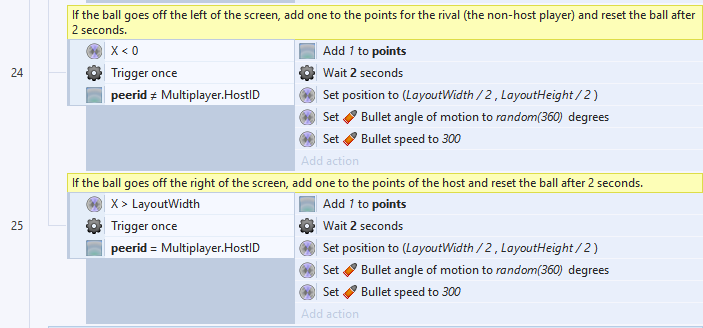 If the ball goes off the left of the screen, add one to the points for the rival (the non-host player) and reset the ball after
2 seconds.
24
X < 0
Add 1 to points
Trigger once
Wait 2 seconds
peerid ≠ Multiplayer.HostID
Set position to (LayoutWidth / 2 , LayoutHeight / 2 )
Set Bullet angle of motion to random(360) degrees
Set Bullet speed to 300
Add action
If the ball goes off the right of the screen, add one to the points of the host and reset the ball after 2 seconds.
25
X > LayoutWidth
Add 1 to points
Trigger once
Wait 2 seconds
peerid = Multiplayer.HostID
Set position to (LayoutWidth / 2 , LayoutHeight / 2 )
Set Bullet angle of motion to random(360) degrees
Set Bullet speed to 300
Add action